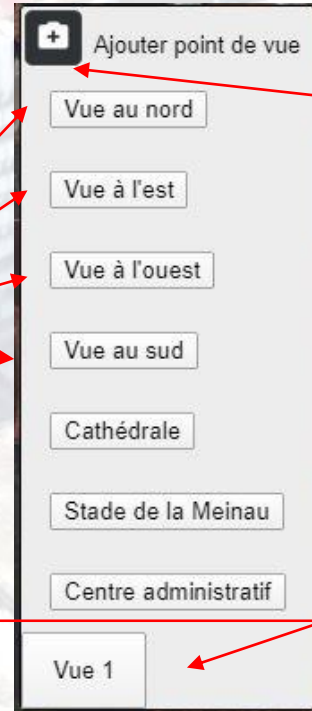 Ajouter point de vue
Vue au nord
Vue à l'est
Vue à l'ouest
Vue au sud
Cathédrale
Stade de la Meinau
Centre administratif
Vue 1